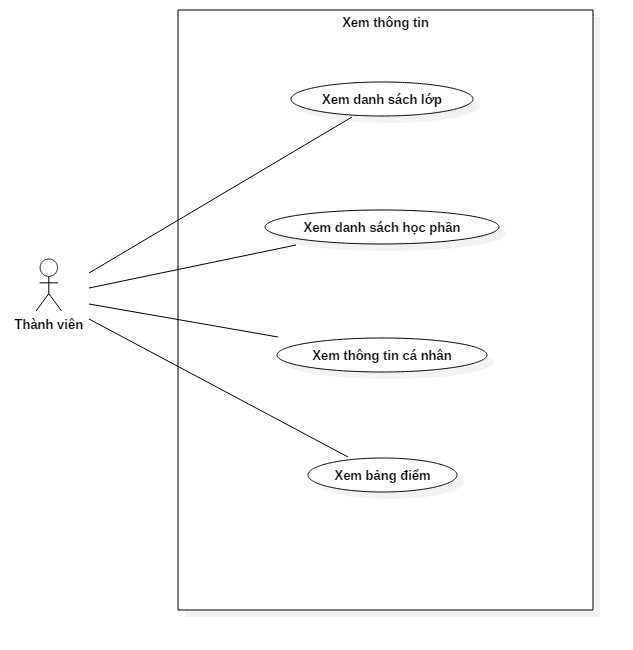 Xem thông tin
Xem danh sách lớp
Xem danh sách học phần
Thành viên
Xem thông tin cá nhân
Xem bảng điểm